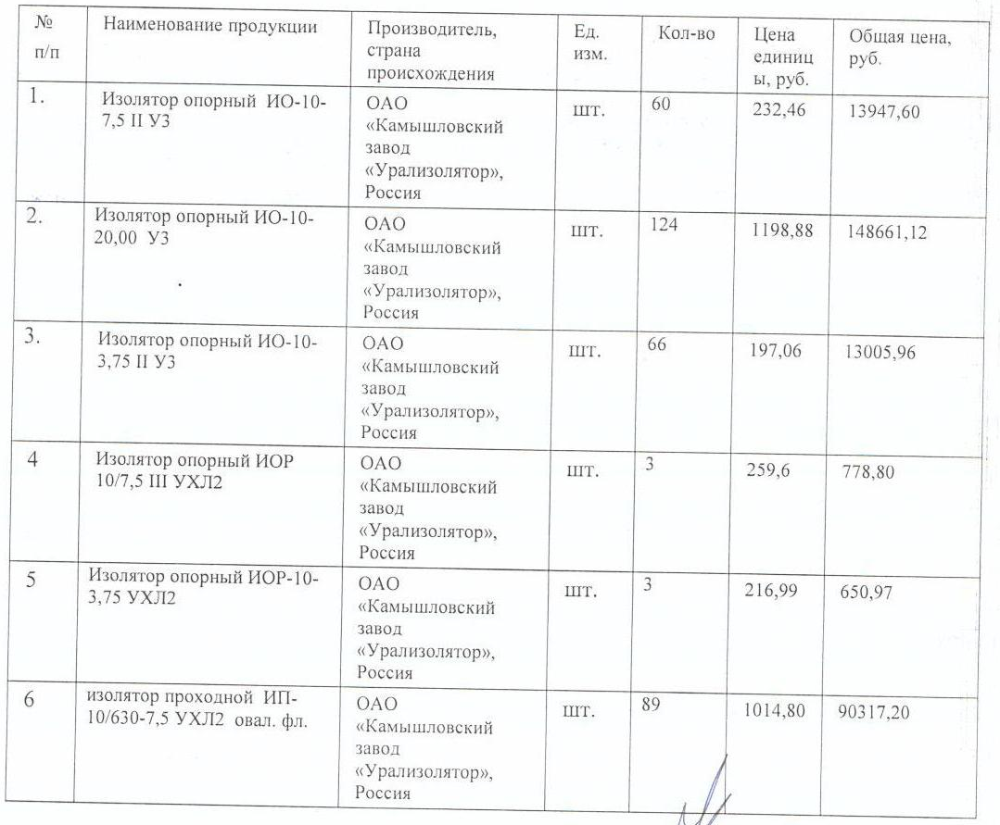 №
п/п
Наименование продукции
Производитель,
страна
происхождения
Ед.
изм.
Кол-во
Цена
единиц
ы, руб.
Общая цена,
руб.
1.
Изолятор опорный ИО-10-
7,5 II У3
ОАО
«Камышловский
завод
«Урализолятор»,
Россия
шт.
60
232,46
13947,60
2.
Изолятор опорный ИО-10-
20,00 У3
ОАО
«Камышловский
завод
«Урализолятор»,
Россия
шт.
124
1198,88
148661,12
3.
Изолятор опорный ИО-10-
3,75 II У3
ОАО
«Камышловский
завод
«Урализолятор»,
Россия
шт.
66
197,06
13005,96
4
Изолятор опорный ИОР
10/7,5 III УХЛ2
ОАО
«Камышловский
завод
«Урализолятор»,
Россия
шт.
3
259,6
778,80
5
Изолятор опорный ИОР-10-
3,75 УХЛ2
ОАО
«Камышловский
завод
«Урализолятор»,
Россия
шт.
3
216,99
650,97
6
изолятор проходной ИП-
10/630-7,5 УХЛ2 овал. фл.
ОАО
«Камышловский
завод
«Урализолятор»,
Россия
шт.
89
1014,80
90317,20